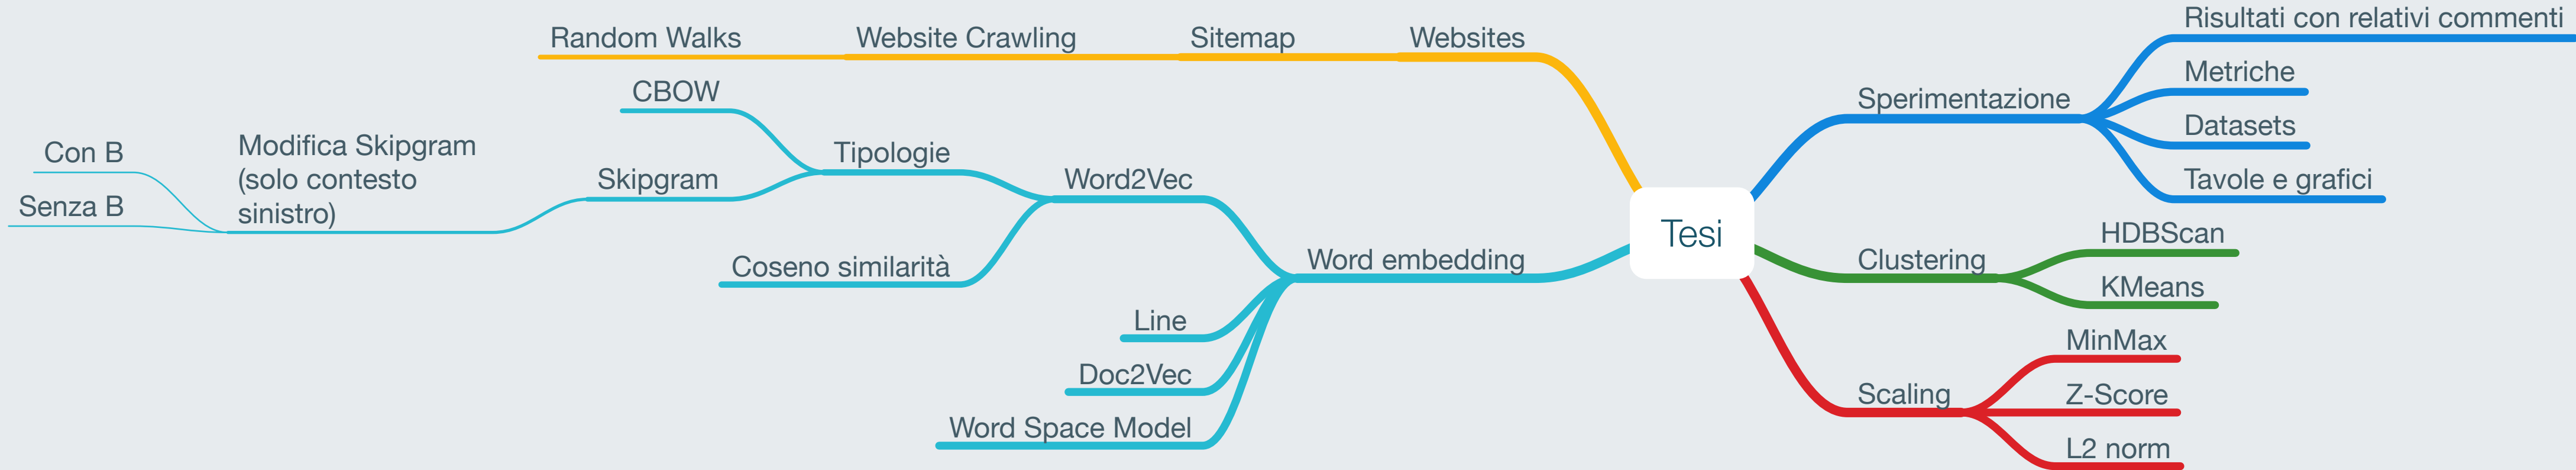 Tesi
Websites
Sitemap
Website Crawling
Random Walks
Word embedding
Word2Vec
Tipologie
CBOW
Skipgram
Modifica Skipgram
(solo contesto
sinistro)
Con B
Senza B
Coseno similarità
Line
Doc2Vec
Word Space Model
Sperimentazione
Risultati con relativi commenti
Metriche
Datasets
Tavole e grafici
Clustering
HDBScan
KMeans
Scaling
MinMax
Z-Score
L2 norm